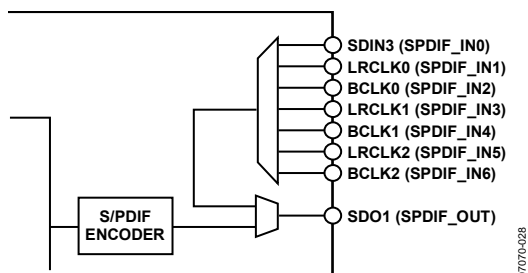 SDIN3 (SPDIF_IN0)
LRCLK0 (SPDIF_IN1)
BCLK0 (SPDIF_IN2)
LRCLK1 (SPDIF_IN3)
BCLK1 (SPDIF_IN4)
LRCLK2 (SPDIF_IN5)
BCLK2 (SPDIF_IN6)
S/PDIF
ENCODER
SDO1 (SPDIF_OUT)
07070-028